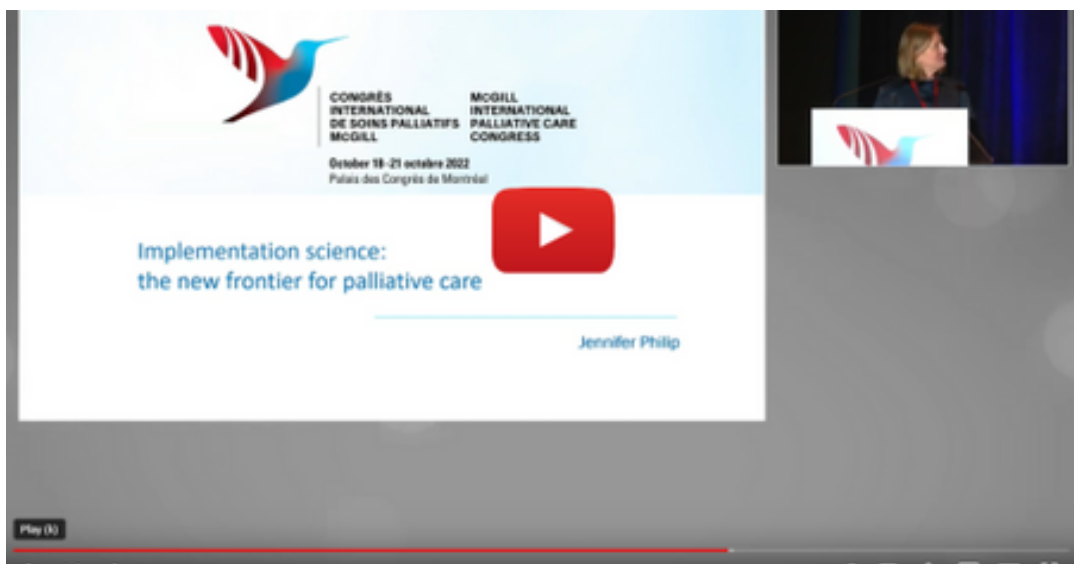 CONGRÈS
INTERNATIONAL
DE SOINS PALLIATIFS
MCGILL
MCGILL
INTERNATIONAL
PALLIATIVE CARE
CONGRESS
October 18-21 octobre 2022
Palais des Congrès de Montréal
Implementation science:
the new frontier for palliative care
Jennifer Philip
Play (k)